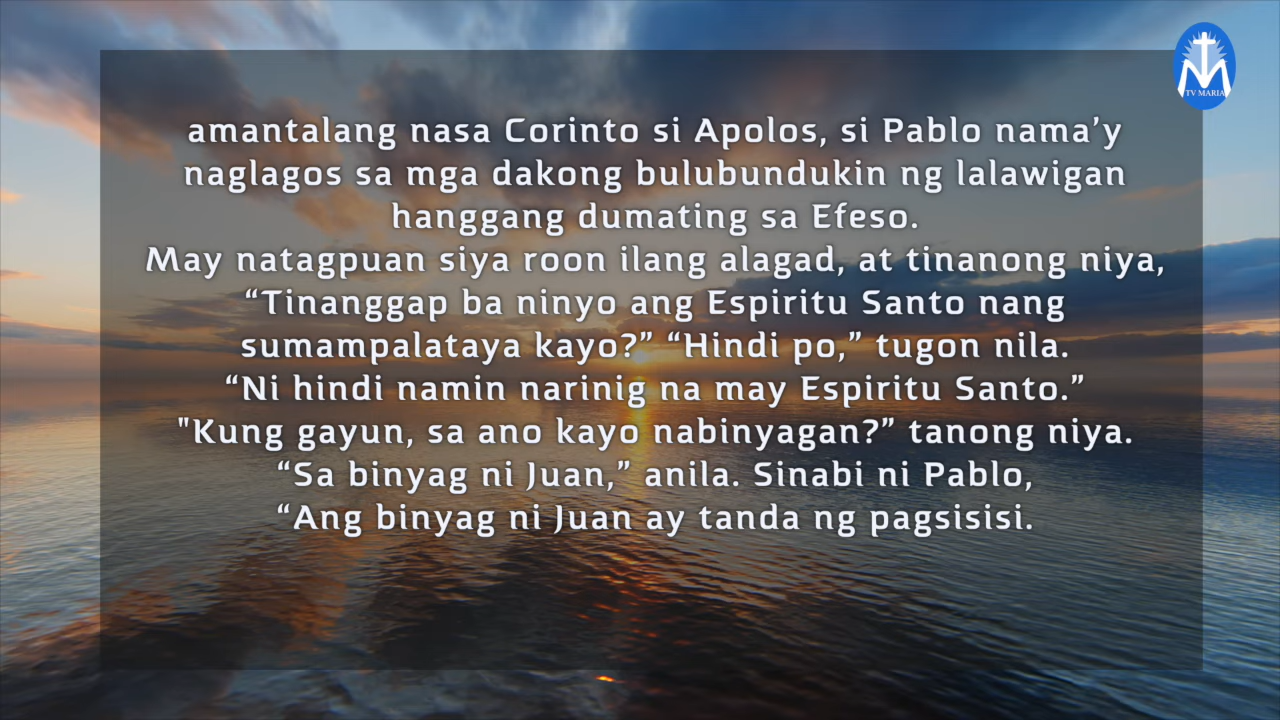 amantalang nasa Corinto si Apolos, si Pablo nama’y
naglagos sa mga dakong bulubundukin ng lalawigan
hanggang dumating sa Efeso.
May natagpuan siya roon ilang alagad, at tinanong niya,
“Tinanggap ba ninyo ang Espiritu Santo nang
sumampalataya kayo?” “Hindi po,” tugon nila.
“Ni hindi namin narinig na may Espiritu Santo.”
"Kung gayun, sa ano kayo nabinyagan?” tanong niya.
“Sa binyag ni Juan,” anila. Sinabi ni Pablo,
“Ang binyag ni Juan ay tanda ng pagsisisi.
TV MARIA